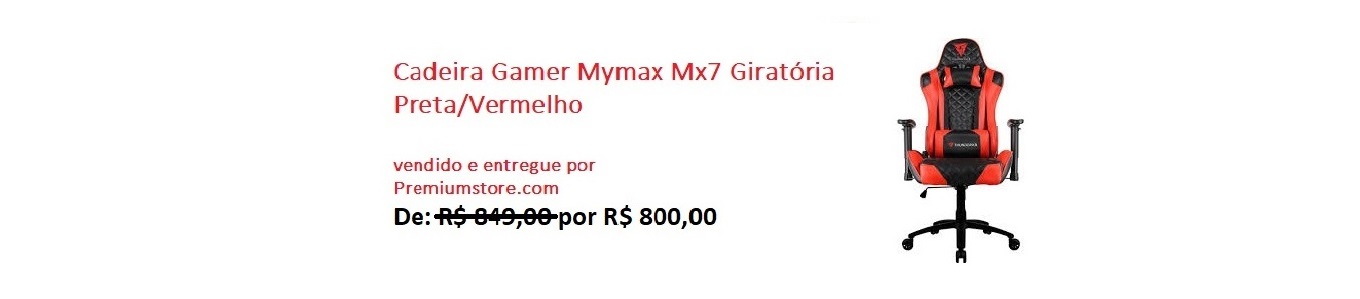 Cadeira Gamer Mymax Mx7 Giratória
Preta/Vermelho
vendido e entregue por
Premiumstore.com
De: R$ 849,00 por R$ 800,00